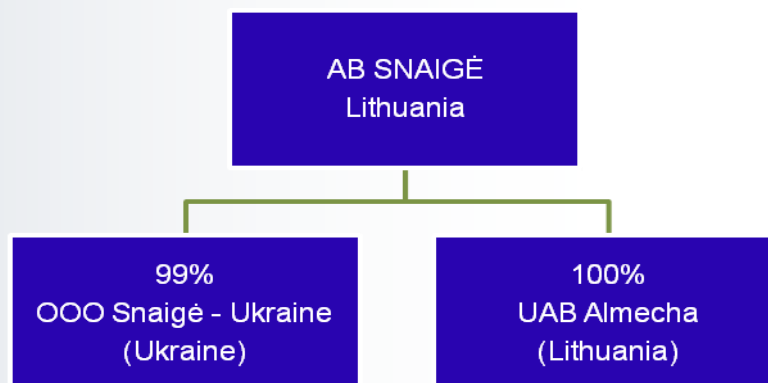 AB SNAIGĖ
Lithuania
99%
OOO Snaigė - Ukraine
(Ukraine)
100%
UAB Almecha
(Lithuania)